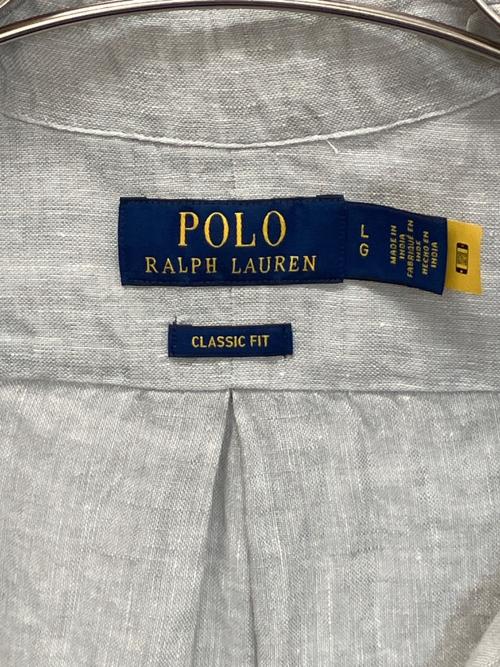 POLO
RALPH LAUREN
L
G
MADE IN
INDIA
FABRIQUÉ EN
INDE
HECHO EN
INDIA
CLASSIC FIT